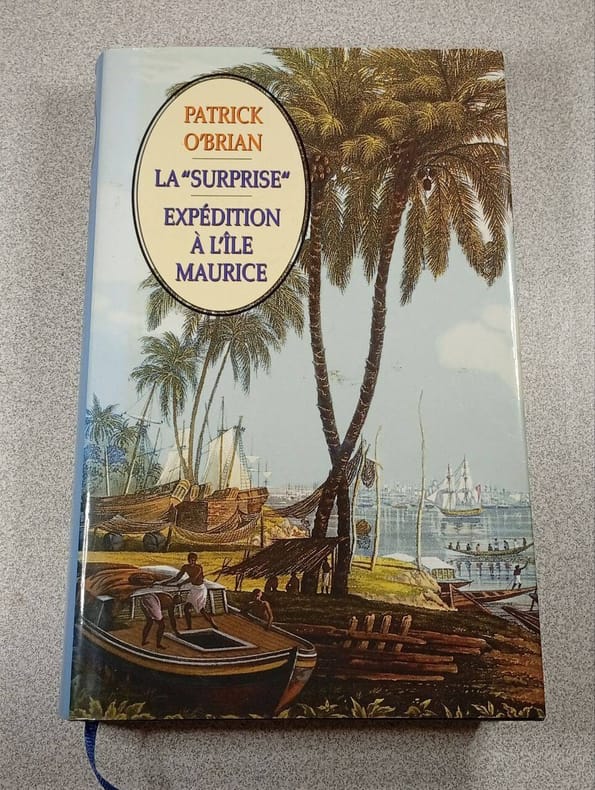 PATRICK
O'BRIAN
LA "SURPRISE"
EXPÉDITION
À L'ÎLE
MAURICE